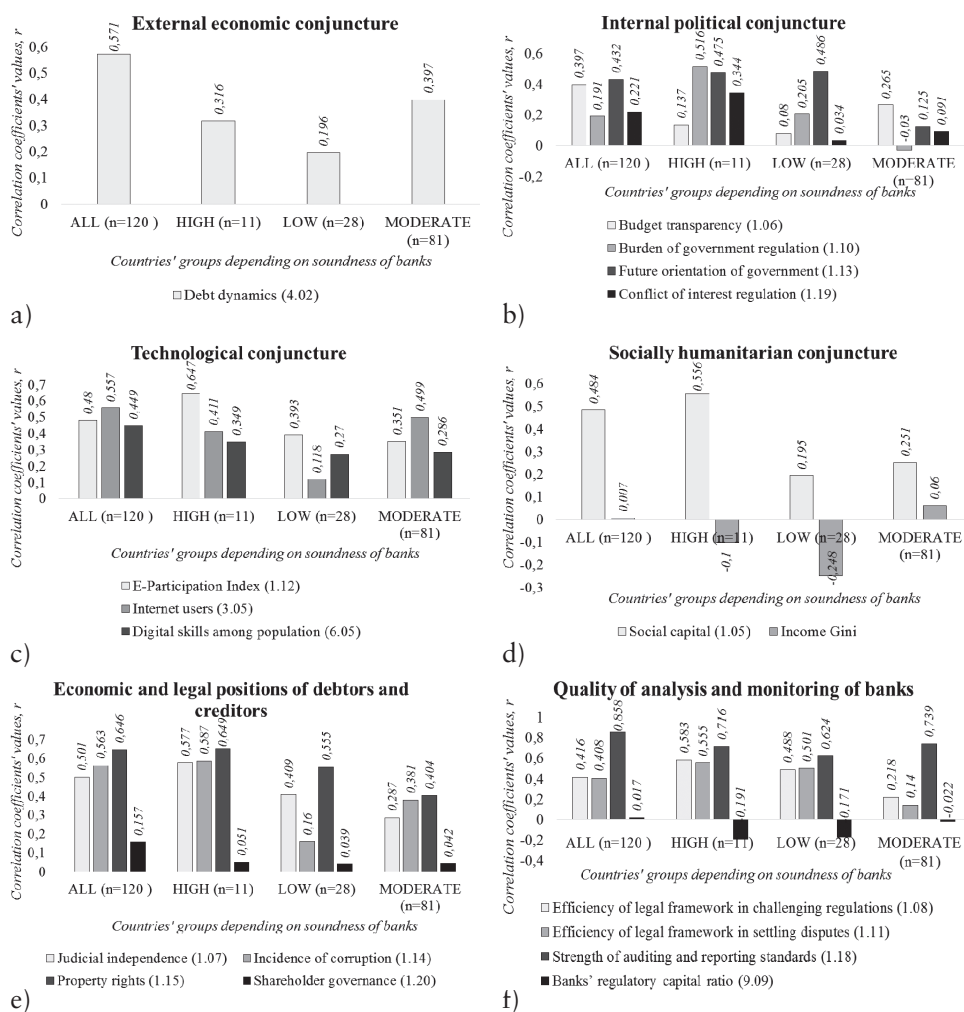 External economic conjuncture
Correlation coefficients' values, r
0,6
0,5
0,4
0,3
0,2
0,1
0
0,571
0,316
0,196
0,397
ALL (n=120 )
HIGH (n=11)
LOW (n=28)
MODERATE
(n=81)
Countries' groups depending on soundness of banks
Debt dynamics (4.02)
a)
Internal political conjuncture
Correlation coefficients' values, r
0,6
0,4
0,2
0
-0,2
0,397
0,191
0,432
0,221
0,137
0,516
0,475
0,344
0,08
0,205
0,486
0,034
0,265
-0,03
0,125
0,091
ALL (n=120)
HIGH (n=11)
LOW (n=28)
MODERATE
(n=81)
Countries' groups depending on soundness of banks
Budget transparency (1.06)
Burden of government regulation (1.10)
Future orientation of government (1.13)
Conflict of interest regulation (1.19)
b)
Technological conjuncture
Correlation coefficients' values, r
0,7
0,6
0,5
0,4
0,3
0,2
0,1
0
0,48
0,557
0,449
0,647
0,411
0,349
0,393
0,118
0,27
0,351
0,499
0,286
ALL (n=120 )
HIGH (n=11)
LOW (n=28)
MODERATE
(n=81)
Countries' groups depending on soundness of banks
E-Participation Index (1.12)
Internet users (3.05)
Digital skills among population (6.05)
c)
Socially humanitarian conjuncture
Correlation coefficients' values, r
0,6
0,5
0,4
0,3
0,2
0,1
0
-0,1
-0,2
-0,3
0,484
0,007
0,556
-0,1
0,195
-0,248
0,251
0,06
ALL (n=120 )
HIGH (n=11)
LOW (n=28)
MODERATE
(n=81)
Countries' groups depending on soundness of banks
Social capital (1.05)
Income Gini
d)
Economic and legal positions of debtors and
creditors
Correlation coefficients' values, r
0,7
0,6
0,5
0,4
0,3
0,2
0,1
0
0,501
0,563
0,646
0,157
0,577
0,587
0,649
0,051
0,409
0,16
0,555
0,039
0,287
0,381
0,404
0,042
ALL (n=120 )
HIGH (n=11)
LOW (n=28)
MODERATE
(n=81)
Countries' groups depending on soundness of banks
Judicial independence (1.07)
Incidence of corruption (1.14)
Property rights (1.15)
Shareholder governance (1.20)
e)
Quality of analysis and monitoring of banks
Correlation coefficients' values, r
1
0,8
0,6
0,4
0,2
0
-0,2
-0,4
0,416
0,408
0,858
0,017
0,583
0,555
0,716
0,191
0,488
0,501
0,624
0,171
0,218
0,14
0,739
-0,022
ALL (n=120 )
HIGH (n=11)
LOW (n=28)
MODERATE
(n=81)
Countries' groups depending on soundness of banks
Efficiency of legal framework in challenging regulations (1.08)
Efficiency of legal framework in settling disputes (1.11)
Strength of auditing and reporting standards (1.18)
Banks' regulatory capital ratio (9.09)
f)